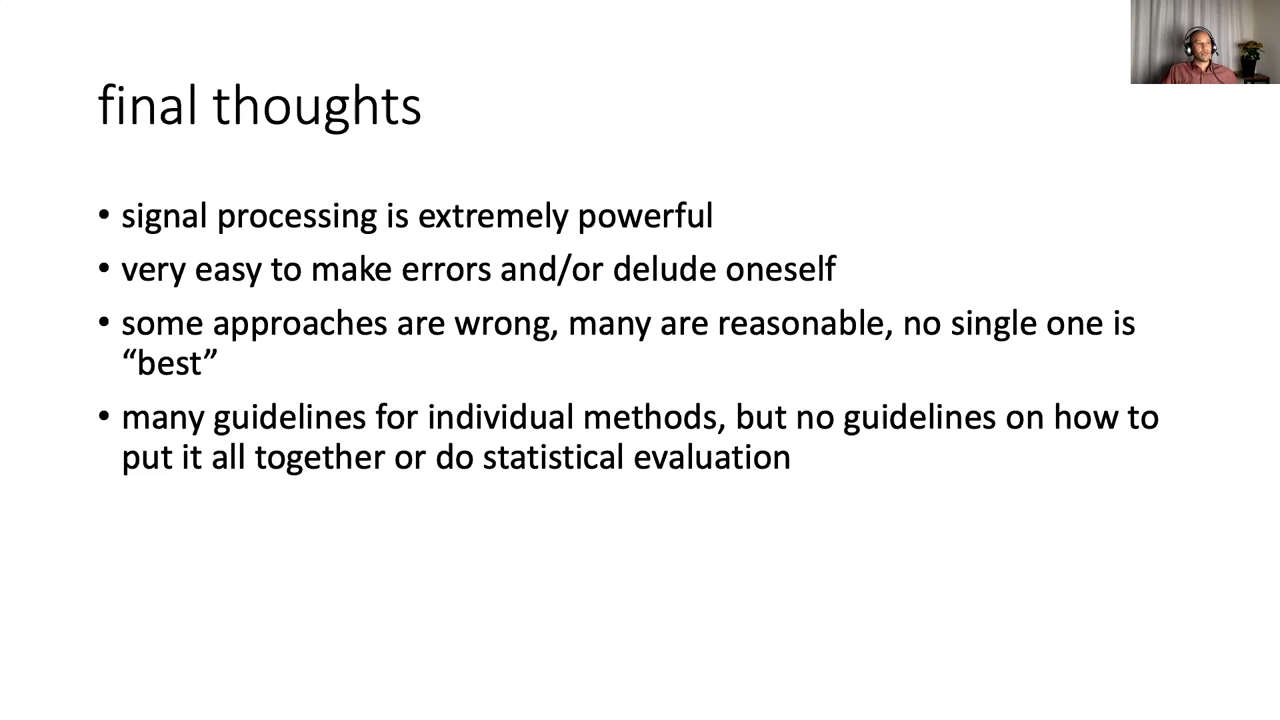 final thoughts
• signal processing is extremely powerful
• very easy to make errors and/or delude oneself
• some approaches are wrong, many are reasonable, no single one is
“best”
• many guidelines for individual methods, but no guidelines on how to
put it all together or do statistical evaluation